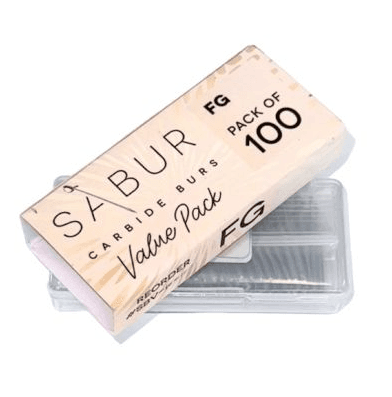 SABUR
CARBIDE BURS
Value Pack
FG
PACK OF
100
FG
REORDER